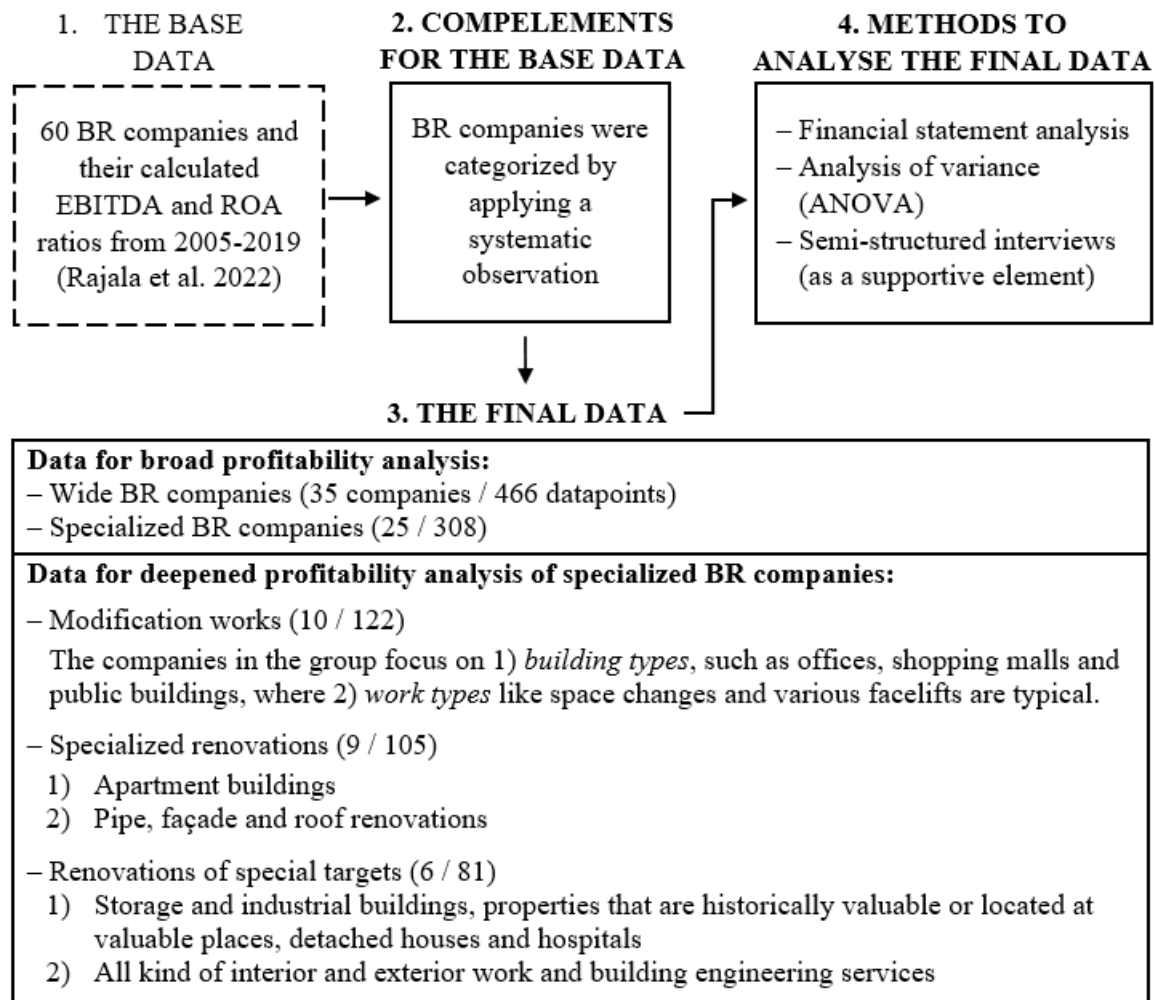 1. THE BASE
DATA
60 BR companies and
their calculated
EBITDA and ROA
ratios from 2005-2019
(Rajala et al. 2022)
2. COMPELEMENTS
FOR THE BASE DATA
BR companies were
categorized by
applying a
systematic
observation
3. THE FINAL DATA
4. METHODS TO
ANALYSE THE FINAL DATA
– Financial statement analysis
– Analysis of variance
(ANOVA)
– Semi-structured interviews
(as a supportive element)
Data for broad profitability analysis:
– Wide BR companies (35 companies / 466 datapoints)
– Specialized BR companies (25 / 308)
Data for deepened profitability analysis of specialized BR companies:
– Modification works (10 / 122)
The companies in the group focus on 1) building types, such as offices, shopping malls and
public buildings, where 2) work types like space changes and various facelifts are typical.
– Specialized renovations (9 / 105)
1) Apartment buildings
2) Pipe, façade and roof renovations
– Renovations of special targets (6 / 81)
1) Storage and industrial buildings, properties that are historically valuable or located at
valuable places, detached houses and hospitals
2) All kind of interior and exterior work and building engineering services